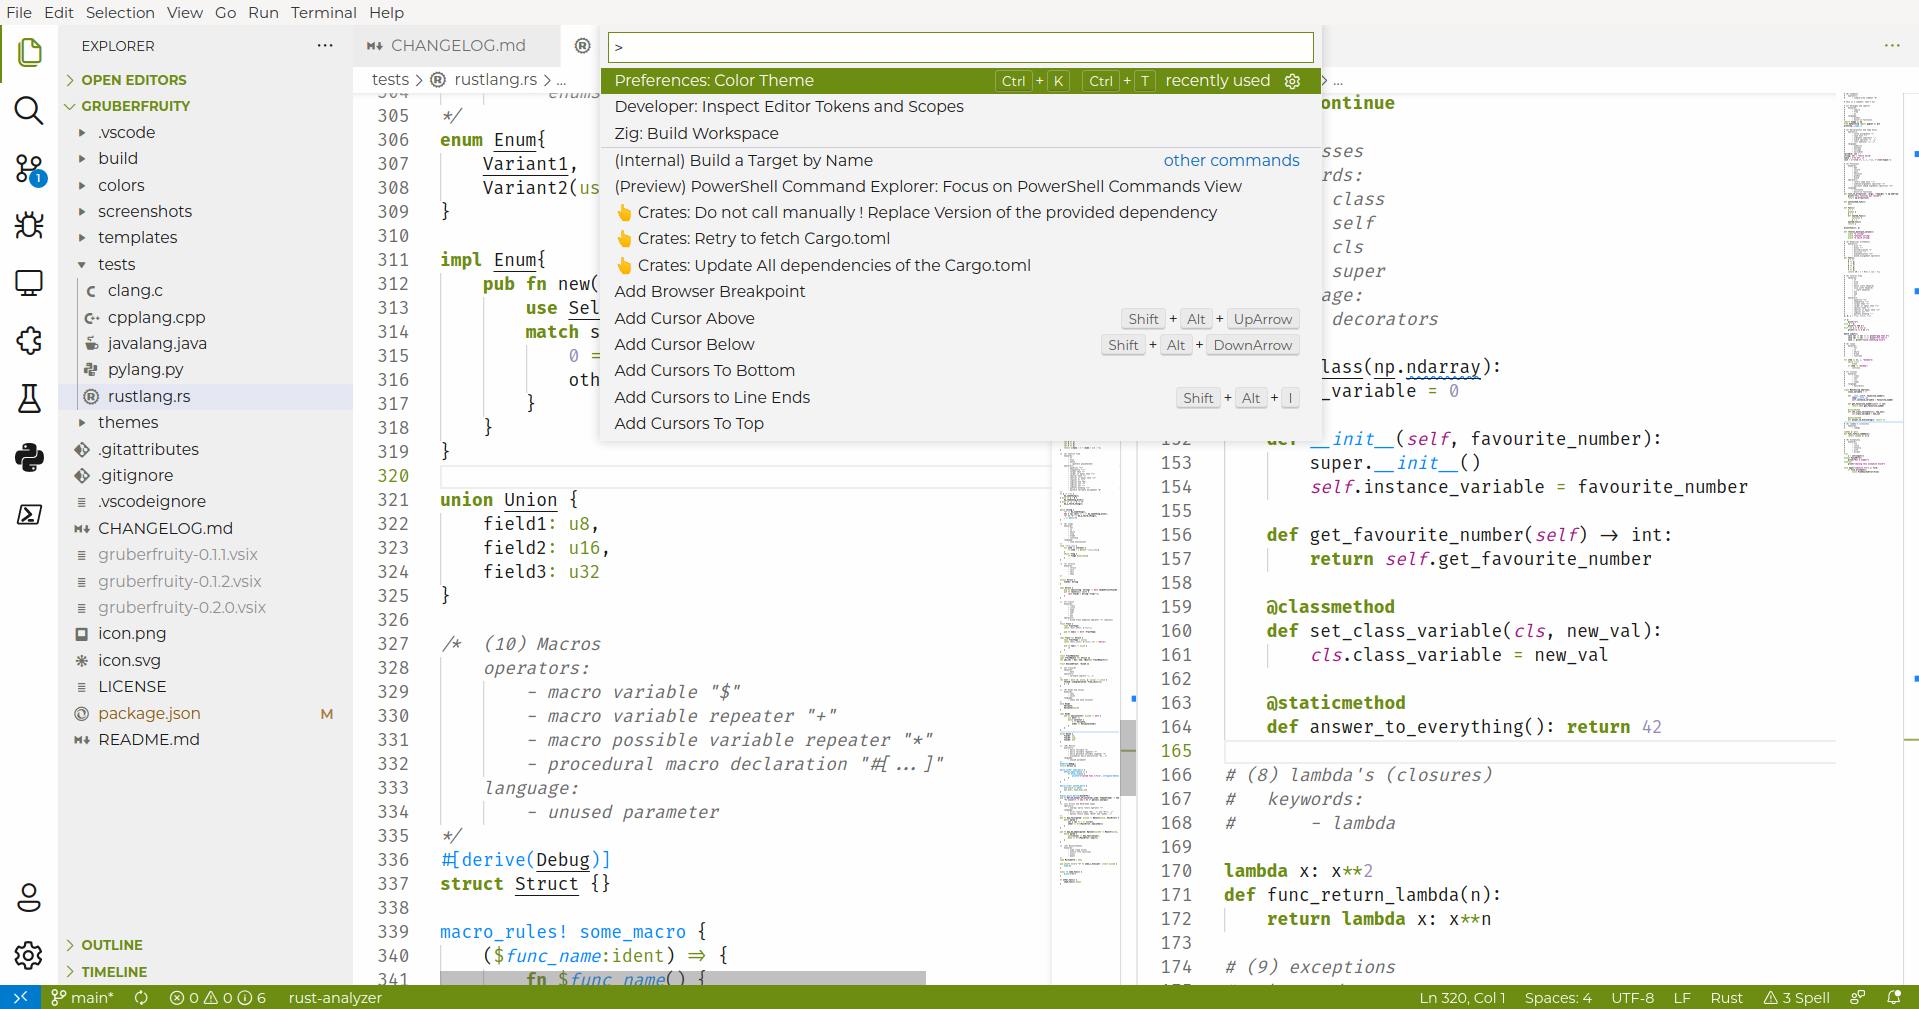 File Edit Selection View Go Run Terminal Help
EXPLORER ···
OPEN EDITORS
GRUBERFRUITY
.vscode
build
colors
screenshots
templates
tests
clang.c
cpplang.cpp
javalang.java
pylang.py
rustlang.rs
themes
.gitattributes
.gitignore
.vscodeignore
CHANGELOG.md
gruberfruity-0.1.1.vsix
gruberfruity-0.1.2.vsix
gruberfruity-0.2.0.vsix
icon.png
icon.svg
LICENSE
package.json M
README.md
OUTLINE
TIMELINE
1
CHANGELOG.md
tests > rustlang.rs > ...
>
Preferences: Color Theme Ctrl + K Ctrl + T recently used
Developer: Inspect Editor Tokens and Scopes
Zig: Build Workspace
(Internal) Build a Target by Name other commands
(Preview) PowerShell Command Explorer: Focus on PowerShell Commands View
👆 Crates: Do not call manually ! Replace Version of the provided dependency
👆 Crates: Retry to fetch Cargo.toml
👆 Crates: Update All dependencies of the Cargo.toml
Add Browser Breakpoint
Add Cursor Above Shift + Alt + UpArrow
Add Cursor Below Shift + Alt + DownArrow
Add Cursors To Bottom
Add Cursors to Line Ends Shift + Alt + I
Add Cursors To Top
304 enums
305 */
306 enum Enum{
307 Variant1,
308 Variant2(us
309 }
310
311 impl Enum{
312 pub fn new(
313 use Sel
314 match s
315 0 =
316 oth
317 }
318 }
319 }
320
321 union Union {
322 field1: u8,
323 field2: u16,
324 field3: u32
325 }
326
327 /* (10) Macros
328 operators:
329 - macro variable "$"
330 - macro variable repeater "+"
331 - macro possible variable repeater "*"
332 - procedural macro declaration "#[...]"
333 language:
334 - unused parameter
335 */
336 #[derive(Debug)]
337 struct Struct {}
338
339 macro_rules! some_macro {
340 ($func_name:ident) => {
341 fn $func_name() {
> ...
ontinue
sses
rds:
class
self
cls
super
age:
decorators
lass(np.ndarray):
_variable = 0
152 def __init__(self, favourite_number):
153 super.__init__()
154 self.instance_variable = favourite_number
155
156 def get_favourite_number(self) -> int:
157 return self.get_favourite_number
158
159 @classmethod
160 def set_class_variable(cls, new_val):
161 cls.class_variable = new_val
162
163 @staticmethod
164 def answer_to_everything(): return 42
165
166 # (8) lambda's (closures)
167 # keywords:
168 # - lambda
169
170 lambda x: x**2
171 def func_return_lambda(n):
172 return lambda x: x**n
173
174 # (9) exceptions
main* 0 0 6 rust-analyzer Ln 320, Col 1 Spaces: 4 UTF-8 LF Rust 3 Spell